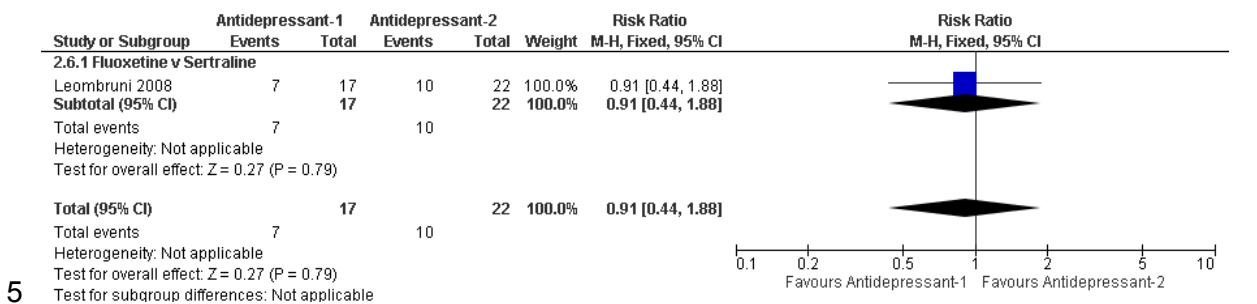 Antidepressant-1 Antidepressant-2 Risk Ratio Risk Ratio
Study or Subgroup Events Total Events Total Weight M-H, Fixed, 95% CI M-H, Fixed, 95% CI
2.6.1 Fluoxetine v Sertraline
Leombruni 2008 7 17 10 22 100.0% 0.91 [0.44, 1.88]
Subtotal (95% CI) 17 22 100.0% 0.91 [0.44, 1.88]
Total events 7 10
Heterogeneity: Not applicable
Test for overall effect: Z = 0.27 (P = 0.79)
Total (95% CI) 17 22 100.0% 0.91 [0.44, 1.88]
Total events 7 10
Heterogeneity: Not applicable
Test for overall effect: Z = 0.27 (P = 0.79)
Test for subgroup differences: Not applicable
0.1 0.2 0.5 1 2 5 10
Favours Antidepressant-1 Favours Antidepressant-2
5